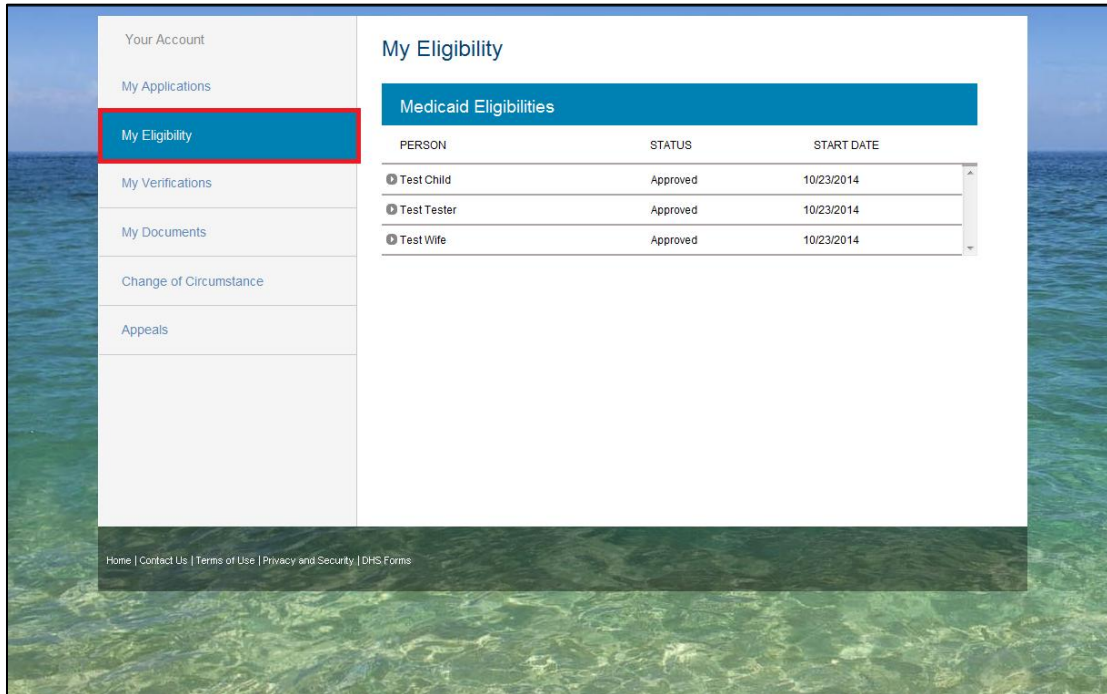 Your Account
My Applications
My Eligibility
My Verifications
My Documents
Change of Circumstance
Appeals
My Eligibility
Medicaid Eligibilities
PERSON STATUS START DATE
Test Child Approved 10/23/2014
Test Tester Approved 10/23/2014
Test Wife Approved 10/23/2014
Home | Contact Us | Terms of Use | Privacy and Security | DHS Forms